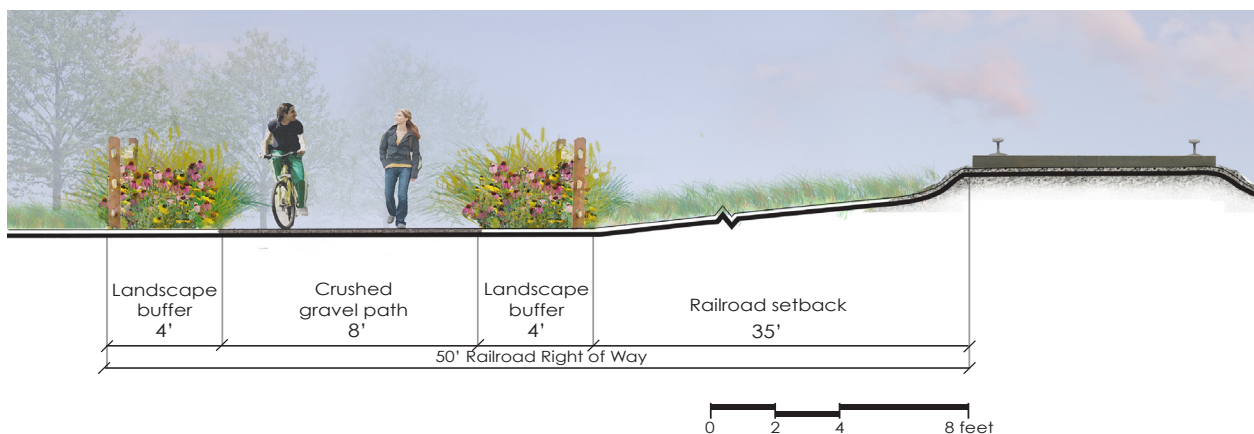 Landscape
buffer
4’
Crushed
gravel path
8’
Landscape
buffer
4’
Railroad setback
35’
50’ Railroad Right of Way
0 2 4 8 feet